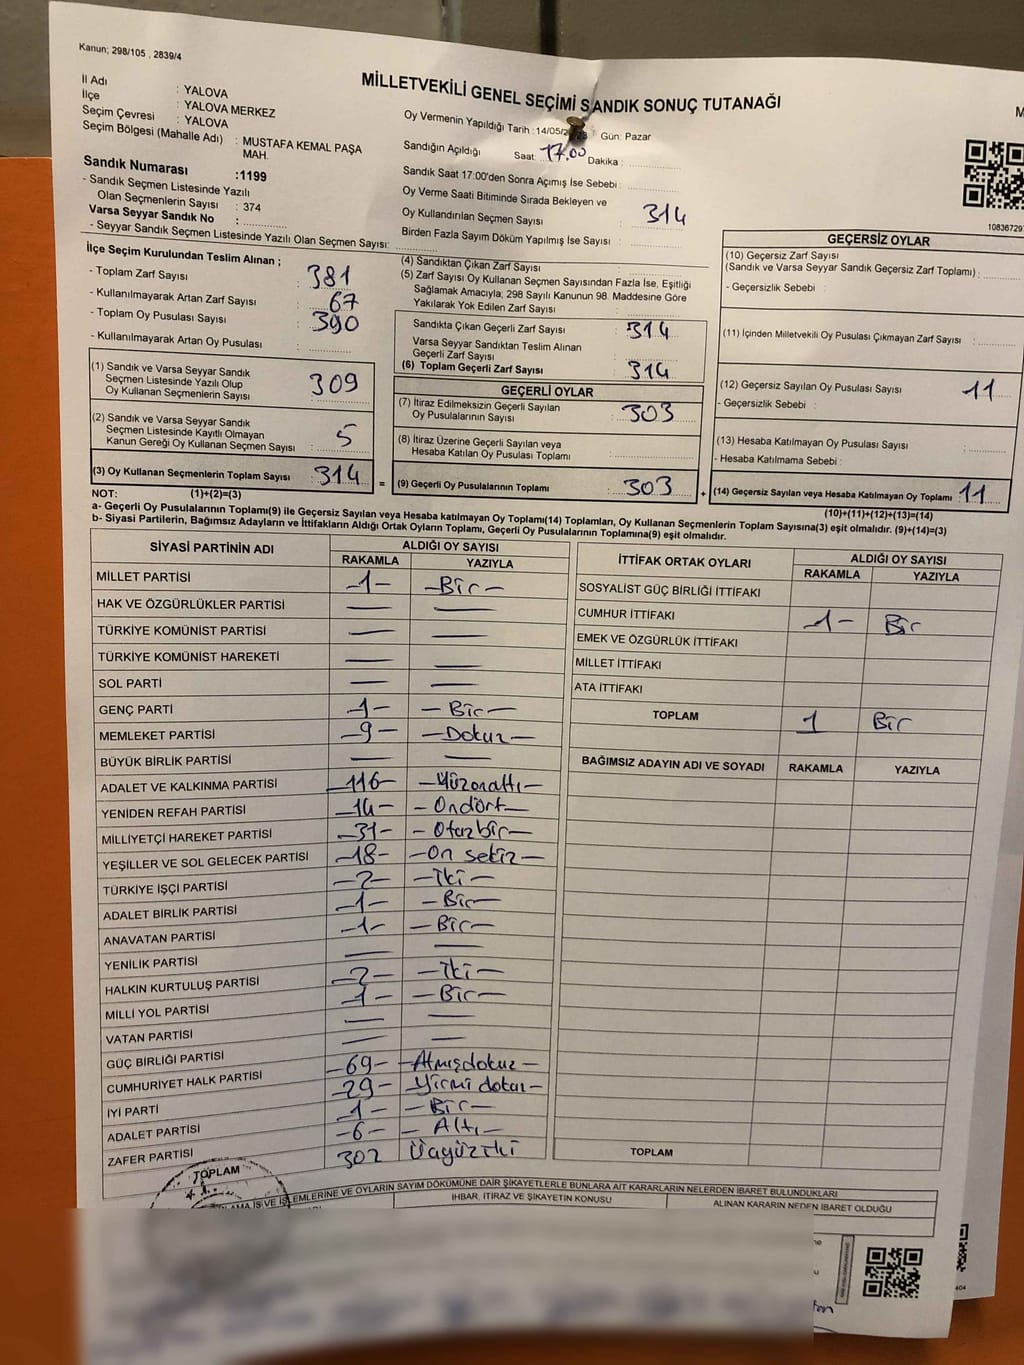 Kanun; 298/105 , 2839/4
MİLLETVEKİLİ GENEL SEÇİMİ SANDIK SONUÇ TUTANAĞI
İl Adı : YALOVA
İlçe : YALOVA MERKEZ
Seçim Çevresi : YALOVA
Seçim Bölgesi (Mahalle Adı) : MUSTAFA KEMAL PAŞA
MAH.
Sandık Numarası :1199
- Sandık Seçmen Listesinde Yazılı
Olan Seçmenlerin Sayısı : 374
Varsa Seyyar Sandık No :
- Seyyar Sandık Seçmen Listesinde Yazılı Olan Seçmen Sayısı:
Oy Vermenin Yapıldığı Tarih : 14/05/ Gün: Pazar
Sandığın Açıldığı Saat: 17.00 Dakika :
Sandık Saat 17:00'den Sonra Açımış İse Sebebi :
Oy Verme Saati Bitiminde Sırada Bekleyen ve
Oy Kullandırılan Seçmen Sayısı : 314
Birden Fazla Sayım Döküm Yapılmış İse Sayısı :
İlçe Seçim Kurulundan Teslim Alınan ;
- Toplam Zarf Sayısı : 381
- Kullanılmayarak Artan Zarf Sayısı : 67
- Toplam Oy Pusulası Sayısı : 390
- Kullanılmayarak Artan Oy Pusulası :
(1) Sandık ve Varsa Seyyar Sandık
Seçmen Listesinde Yazılı Olup
Oy Kullanan Seçmenlerin Sayısı : 309
(2) Sandık ve Varsa Seyyar Sandık
Seçmen Listesinde Kayıtlı Olmayan
Kanun Gereği Oy Kullanan Seçmen Sayısı : 5
(3) Oy Kullanan Seçmenlerin Toplam Sayısı : 314 =
(4) Sandıktan Çıkan Zarf Sayısı :
(5) Zarf Sayısı Oy Kullanan Seçmen Sayısından Fazla İse, Eşitliği
Sağlamak Amacıyla; 298 Sayılı Kanunun 98. Maddesine Göre
Yakılarak Yok Edilen Zarf Sayısı :
Sandıkta Çıkan Geçerli Zarf Sayısı : 314
Varsa Seyyar Sandıktan Teslim Alınan
Geçerli Zarf Sayısı :
(6) Toplam Geçerli Zarf Sayısı : 314
GEÇERLİ OYLAR
(7) İtiraz Edilmeksizin Geçerli Sayılan
Oy Pusulalarının Sayısı : 303
(8) İtiraz Üzerine Geçerli Sayılan veya
Hesaba Katılan Oy Pusulası Toplamı :
(9) Geçerli Oy Pusulalarının Toplamı : 303 +
GEÇERSİZ OYLAR
(10) Geçersiz Zarf Sayısı
(Sandık ve Varsa Seyyar Sandık Geçersiz Zarf Toplamı) :
- Geçersizlik Sebebi :
(11) İçinden Milletvekili Oy Pusulası Çıkmayan Zarf Sayısı :
(12) Geçersiz Sayılan Oy Pusulası Sayısı : 11
- Geçersizlik Sebebi :
(13) Hesaba Katılmayan Oy Pusulası Sayısı :
- Hesaba Katılmama Sebebi :
(14) Geçersiz Sayılan veya Hesaba Katılmayan Oy Toplamı : 11
NOT: (1)+(2)=(3) (10)+(11)+(12)+(13)=(14)
a- Geçerli Oy Pusulalarının Toplamı(9) ile Geçersiz Sayılan veya Hesaba katılmayan Oy Toplamı(14) Toplamları, Oy Kullanan Seçmenlerin Toplam Sayısına(3) eşit olmalıdır. (9)+(14)=(3)
b- Siyasi Partilerin, Bağımsız Adayların ve İttifakların Aldığı Ortak Oyların Toplamı, Geçerli Oy Pusulalarının Toplamına(9) eşit olmalıdır.
SİYASİ PARTİNİN ADI ALDIĞI OY SAYISI
RAKAMLA YAZIYLA
MİLLET PARTİSİ -1- -Bir-
HAK VE ÖZGÜRLÜKLER PARTİSİ — —
TÜRKİYE KOMÜNİST PARTİSİ — —
TÜRKİYE KOMÜNİST HAREKETİ — —
SOL PARTİ — —
GENÇ PARTİ -1- -Bir-
MEMLEKET PARTİSİ -9- -Dokuz-
BÜYÜK BİRLİK PARTİSİ — —
ADALET VE KALKINMA PARTİSİ -116- -Yüzonaltı-
YENİDEN REFAH PARTİSİ -14- -Ondört-
MİLLİYETÇİ HAREKET PARTİSİ -31- -Otuzbir-
YEŞİLLER VE SOL GELECEK PARTİSİ -18- -On sekiz-
TÜRKİYE İŞÇİ PARTİSİ -2- -İki-
ADALET BİRLİK PARTİSİ -1- -Bir-
ANAVATAN PARTİSİ -1- -Bir-
YENİLİK PARTİSİ — —
HALKIN KURTULUŞ PARTİSİ -2- -İki-
MİLLİ YOL PARTİSİ -1- -Bir-
VATAN PARTİSİ — —
GÜÇ BİRLİĞİ PARTİSİ — —
CUMHURİYET HALK PARTİSİ -69- -Atmışdokuz-
İYİ PARTİ -29- -Yirmi dokuz-
ADALET PARTİSİ -1- -Bir-
ZAFER PARTİSİ -6- -Altı-
TOPLAM 302 Üçyüziki
İTTİFAK ORTAK OYLARI ALDIĞI OY SAYISI
RAKAMLA YAZIYLA
SOSYALİST GÜÇ BİRLİĞİ İTTİFAKI
CUMHUR İTTİFAKI -1- Bir
EMEK VE ÖZGÜRLÜK İTTİFAKI
MİLLET İTTİFAKI
ATA İTTİFAKI
TOPLAM 1 Bir
BAĞIMSIZ ADAYIN ADI VE SOYADI RAKAMLA YAZIYLA
TOPLAM
İŞ VE İŞLEMLERİNE VE OYLARIN SAYIM DÖKÜMÜNE DAİR ŞİKAYETLERLE BUNLARA AİT KARARLARIN NELERDEN İBARET BULUNDUKLARI
İHBAR, İTİRAZ VE ŞİKAYETİN KONUSU ALINAN KARARIN NEDEN İBARET OLDUĞU